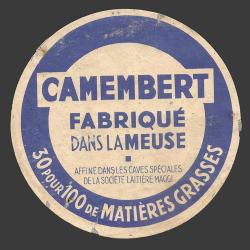 CAMEMBERT
FABRIQUÉ
DANS LA MEUSE
AFFINÉ DANS LES CAVES SPÉCIALES
DE LA SOCIÉTÉ LAITIÈRE MAGGI
30 POUR 100 DE MATIÈRES GRASSES